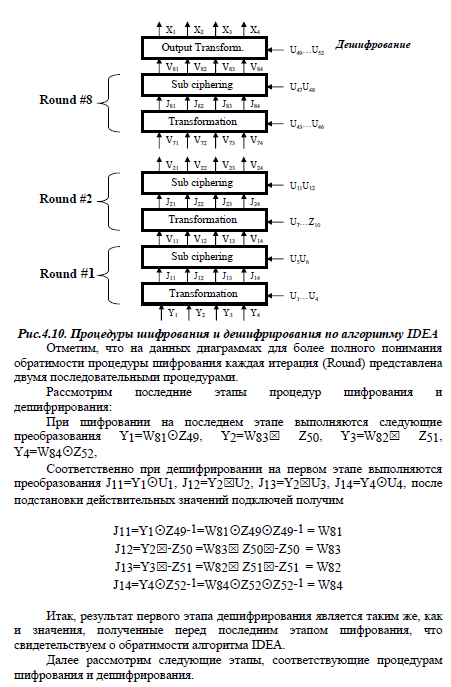 X1 X2 X3 X4
Output Transform. U49…U52 Дешифрование
V81 V82 V83 V84
Sub ciphering U47U48
Round #8
J81 J82 J83 J84
Transformation U43…U46
V71 V72 V73 V74
V21 V22 V23 V24
Sub ciphering U11U12
Round #2
J21 J22 J23 J24
Transformation U7…Z10
V11 V12 V13 V14
Sub ciphering U5U6
Round #1
J11 J12 J13 J14
Transformation U1…U4
Y1 Y2 Y3 Y4
Рис.4.10. Процедуры шифрования и дешифрирования по алгоритму IDEA
Отметим, что на данных диаграммах для более полного понимания
обратимости процедуры шифрования каждая итерация (Round) представлена
двумя последовательными процедурами.
Рассмотрим последние этапы процедур шифрования и
дешифрирования:
При шифровании на последнем этапе выполняются следующие
преобразования Y1=W81⊙Z49, Y2=W83☒ Z50, Y3=W82☒ Z51,
Y4=W84⊙Z52,
Соответственно при дешифрировании на первом этапе выполняются
преобразования J11=Y1⊙U1, J12=Y2☒U2, J13=Y2☒U3, J14=Y4⊙U4, после
подстановки действительных значений подключей получим
J11=Y1⊙Z49-1=W81⊙Z49⊙Z49-1 = W81
J12=Y2☒-Z50 =W83☒ Z50☒-Z50 = W83
J13=Y3☒-Z51 =W82☒ Z51☒-Z51 = W82
J14=Y4⊙Z52-1=W84⊙Z52⊙Z52-1 = W84
Итак, результат первого этапа дешифрирования является таким же, как
и значения, полученные перед последним этапом шифрования, что
свидетельствуем о обратимости алгоритма IDEA.
Далее рассмотрим следующие этапы, соответствующие процедурам
шифрования и дешифрирования.